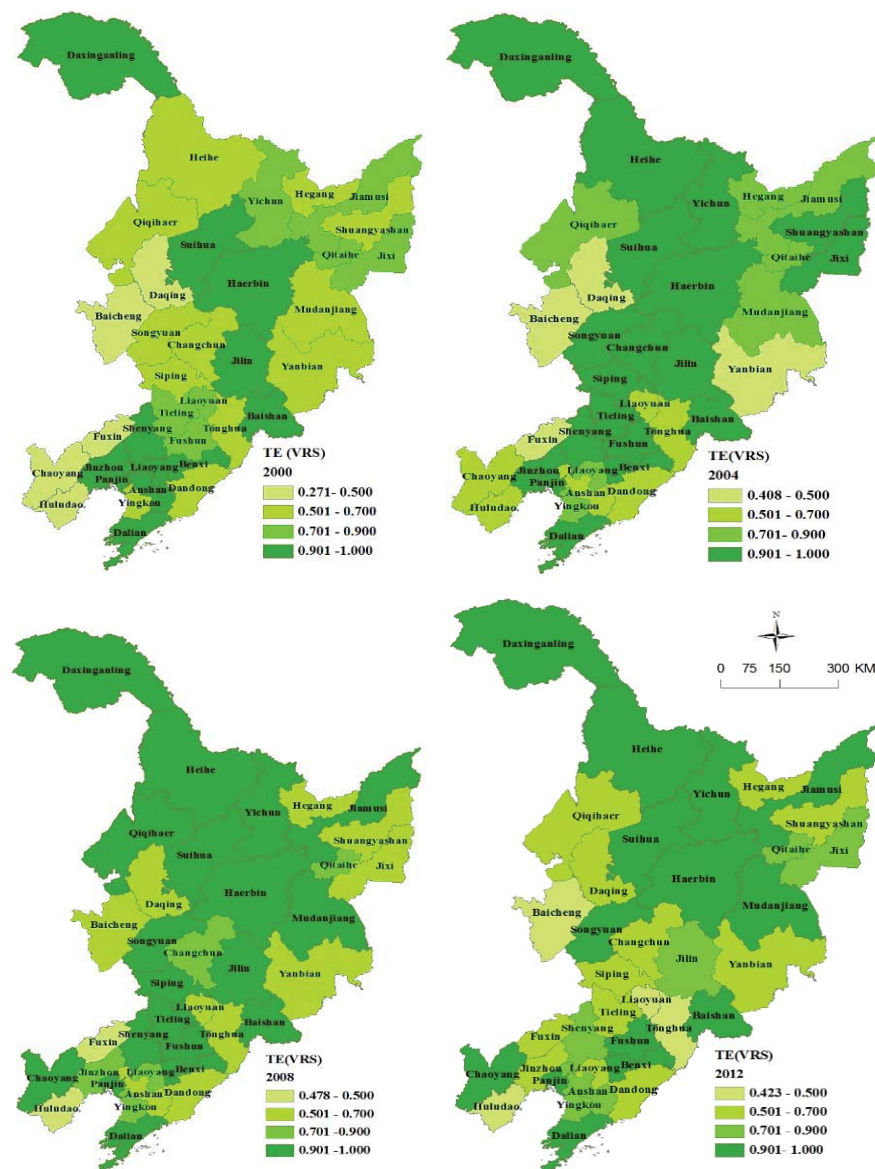 Daxinganling
Heihe
Yichun
Hegang
Jiamusi
Qiqihaer
Shuangyashan
Suihua
Qitaihe
Jixi
Haerbin
Daqing
Baicheng
Mudanjiang
Songyuan
Changchun
Jilin
Siping
Yanbian
Liaoyuan
Tieling
Baishan
Shenyang
Tonghua
Fuxin
Fushun
Chaoyang
Jinzhou
Liaoyang
Benxi
Panjin
Anshan
Dandong
Huludao
Yingkou
Dalian
TE (VRS)
2000
0.271- 0.500
0.501 - 0.700
0.701 - 0.900
0.901 -1.000
Daxinganling
Heihe
Yichun
Hegang
Jiamusi
Qiqihaer
Shuangyashan
Suihua
Qitaihe
Jixi
Haerbin
Daqing
Baicheng
Mudanjiang
Songyuan
Changchun
Jilin
Yanbian
Siping
Liaoyuan
Tieling
Baishan
Fuxin
Shenyang
Tonghua
Fushun
Chaoyang
Jinzhou
Liaoyang
Benxi
Panjin
Anshan
Dandong
Huludao
Yingkou
Dalian
TE (VRS)
2004
0.408 - 0.500
0.501 - 0.700
0.701- 0.900
0.901 - 1.000
Daxinganling
Heihe
Yichun
Hegang
Jiamusi
Qiqihaer
Shuangyashan
Suihua
Qitaihe
Jixi
Haerbin
Daqing
Baicheng
Mudanjiang
Songyuan
Changchun
Jilin
Yanbian
Siping
Liaoyuan
Tieling
Baishan
Fuxin
Shenyang
Tonghua
Fushun
Chaoyang
Jinzhou
Liaoyang
Benxi
Panjin
Anshan
Dandong
Huludao
Yingkou
Dalian
TE(VRS)
2008
0.478 - 0.500
0.501 - 0.700
0.701 -0.900
0.901 -1.000
N
0 75 150 300 KM
Daxinganling
Heihe
Yichun
Hegang
Jiamusi
Qiqihaer
Shuangyashan
Suihua
Qitaihe
Jixi
Haerbin
Daqing
Baicheng
Mudanjiang
Songyuan
Changchun
Jilin
Yanbian
Siping
Liaoyuan
Tieling
Baishan
Fuxin
Shenyang
Tonghua
Fushun
Chaoyang
Jinzhou
Liaoyang
Benxi
Panjin
Anshan
Dandong
Huludao
Yingkou
Dalian
TE(VRS)
2012
0.423 - 0.500
0.501 - 0.700
0.701 - 0.900
0.901- 1.000